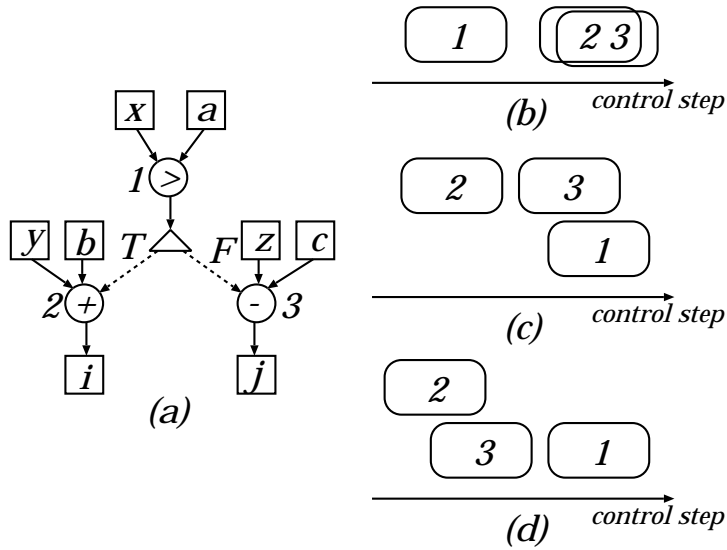 x a
1 >
y b T F z c
2 + - 3
i j
(a)
1 2 3
control step
(b)
2 3
1
control step
(c)
2
3 1
control step
(d)